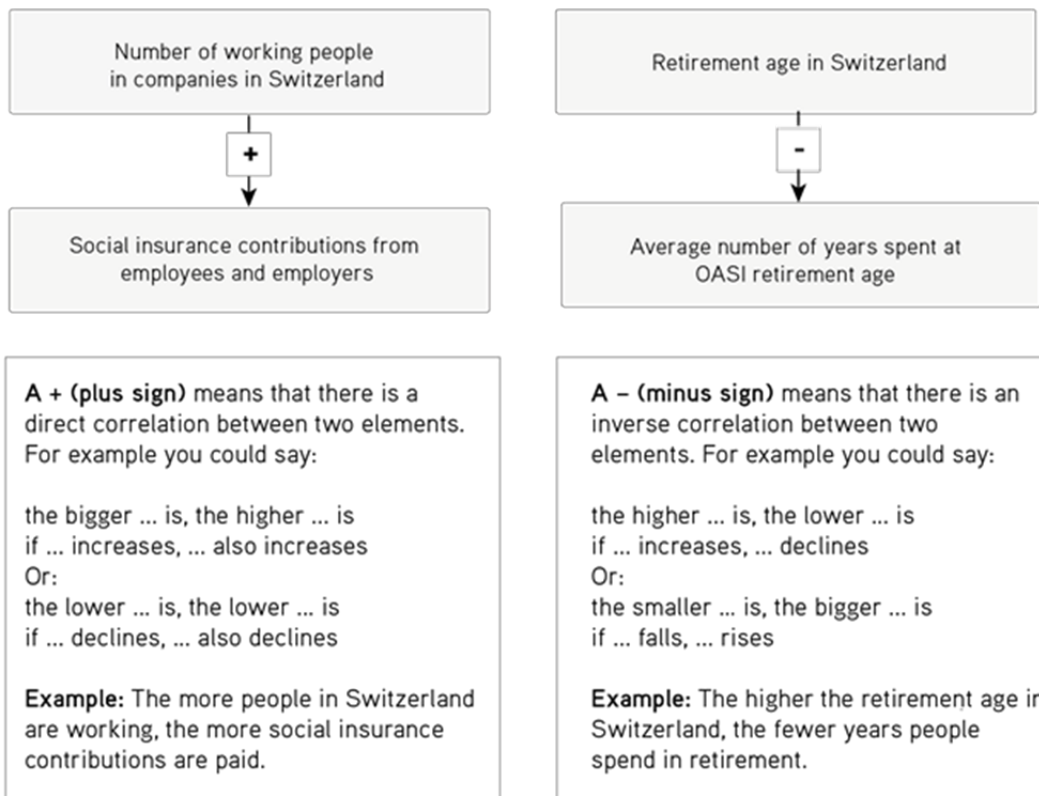 Number of working people
in companies in Switzerland
+
Social insurance contributions from
employees and employers
A + (plus sign) means that there is a
direct correlation between two elements.
For example you could say:
the bigger ... is, the higher ... is
if ... increases, ... also increases
Or:
the lower ... is, the lower ... is
if ... declines, ... also declines
Example: The more people in Switzerland
are working, the more social insurance
contributions are paid.
Retirement age in Switzerland
-
Average number of years spent at
OASI retirement age
A – (minus sign) means that there is an
inverse correlation between two
elements. For example you could say:
the higher ... is, the lower ... is
if ... increases, ... declines
Or:
the smaller ... is, the bigger ... is
if ... falls, ... rises
Example: The higher the retirement age in
Switzerland, the fewer years people
spend in retirement.